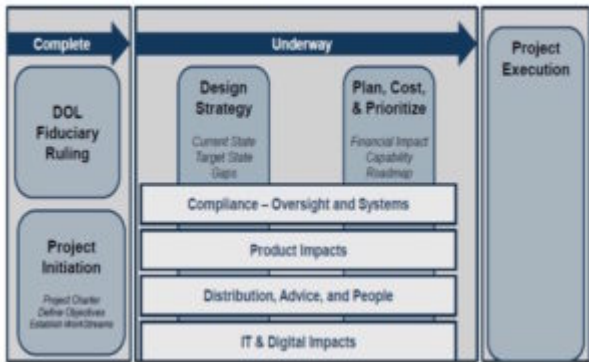 Complete
Underway
Project
Execution
DOL
Fiduciary
Ruling
Design
Strategy
Current State
Target State
Gaps
Plan, Cost,
& Prioritize
Financial Impact
Capability
Roadmap
Compliance – Oversight and Systems
Product Impacts
Distribution, Advice, and People
IT & Digital Impacts
Project
Initiation
Project Charter
Define Objectives
Establish WorkStreams